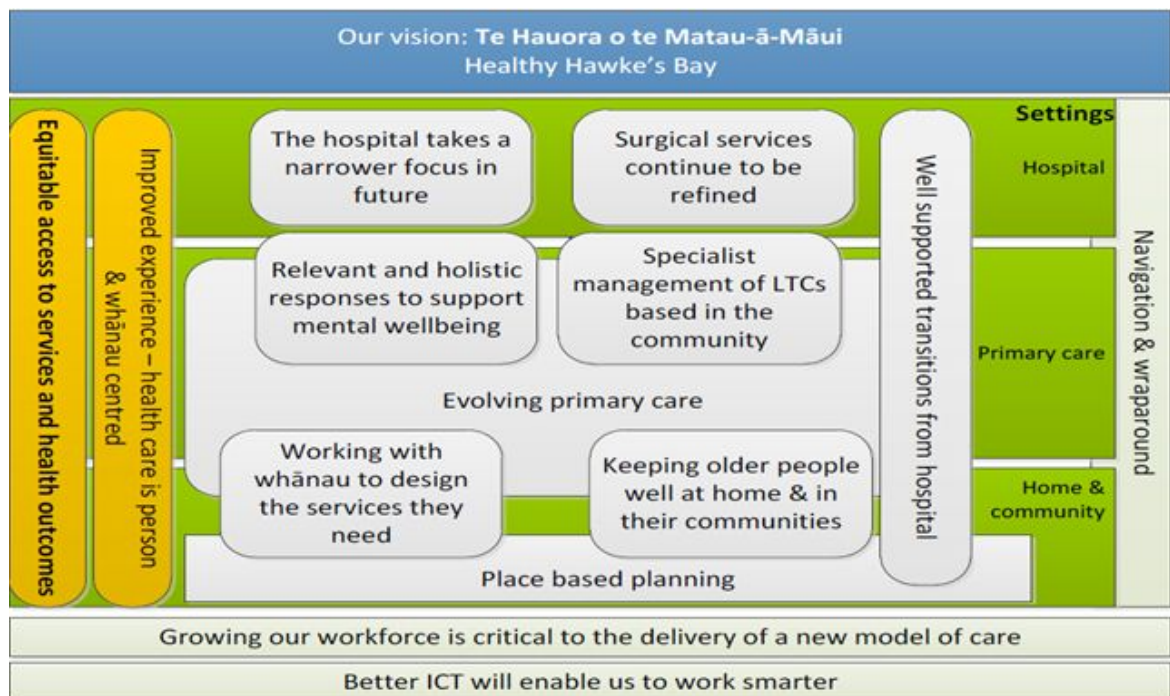 Our vision: Te Hauora o te Matau-ā-Māui
Healthy Hawke's Bay
Equitable access to services and health outcomes
Improved experience – health care is person
& whānau centred
The hospital takes a
narrower focus in
future
Surgical services
continue to be
refined
Relevant and holistic
responses to support
mental wellbeing
Specialist
management of LTCs
based in the
community
Evolving primary care
Working with
whānau to design
the services they
need
Keeping older people
well at home & in
their communities
Place based planning
Well supported transitions from hospital
Settings
Hospital
Primary care
Home &
community
Navigation & wraparound
Growing our workforce is critical to the delivery of a new model of care
Better ICT will enable us to work smarter